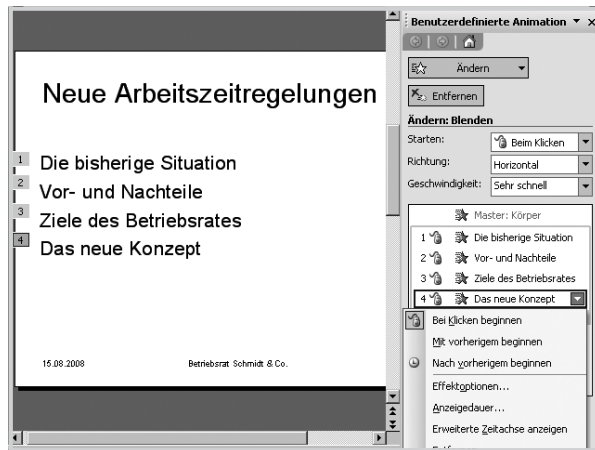 Neue Arbeitszeitregelungen
1 Die bisherige Situation
2 Vor- und Nachteile
3 Ziele des Betriebsrates
4 Das neue Konzept
15.08.2008 Betriebsrat Schmidt & Co.
Benutzerdefinierte Animation
Ändern
Entfernen
Ändern: Blenden
Starten: Beim Klicken
Richtung: Horizontal
Geschwindigkeit: Sehr schnell
Master: Körper
1 Die bisherige Situation
2 Vor- und Nachteile
3 Ziele des Betriebsrates
4 Das neue Konzept
Bei Klicken beginnen
Mit vorherigem beginnen
Nach vorherigem beginnen
Effektoptionen...
Anzeigedauer...
Erweiterte Zeitachse anzeigen